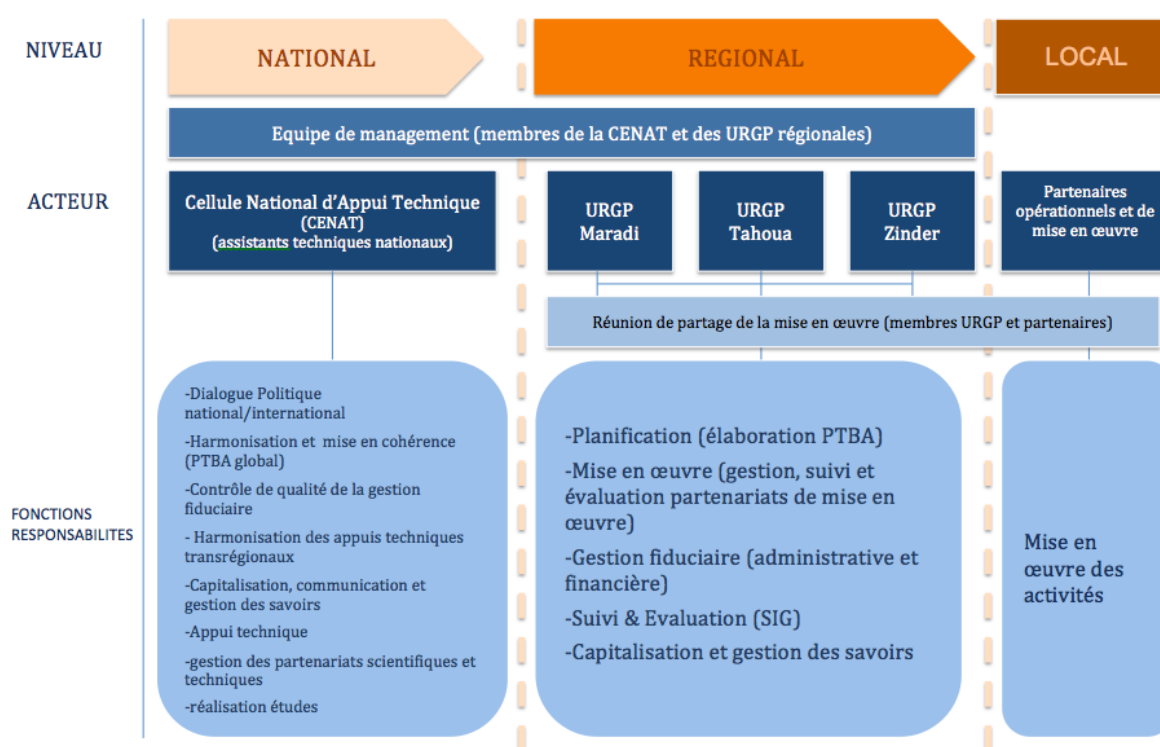 NIVEAU
NATIONAL
REGIONAL
LOCAL
Equipe de management (membres de la CENAT et des URGP régionales)
ACTEUR
Cellule National d'Appui Technique
(CENAT)
(assistants techniques nationaux)
URGP
Maradi
URGP
Tahoua
URGP
Zinder
Partenaires
opérationnels et de
mise en œuvre
Réunion de partage de la mise en œuvre (membres URGP et partenaires)
FONCTIONS
RESPONSABILITES
-Dialogue Politique
national/international
-Harmonisation et mise en cohérence
(PTBA global)
-Contrôle de qualité de la gestion
fiduciaire
- Harmonisation des appuis techniques
transrégionaux
-Capitalisation, communication et
gestion des savoirs
-Appui technique
-gestion des partenariats scientifiques et
techniques
-réalisation études
-Planification (élaboration PTBA)
-Mise en œuvre (gestion, suivi et
évaluation partenariats de mise en
œuvre)
-Gestion fiduciaire (administrative et
financière)
-Suivi & Evaluation (SIG)
-Capitalisation et gestion des savoirs
Mise en
œuvre des
activités